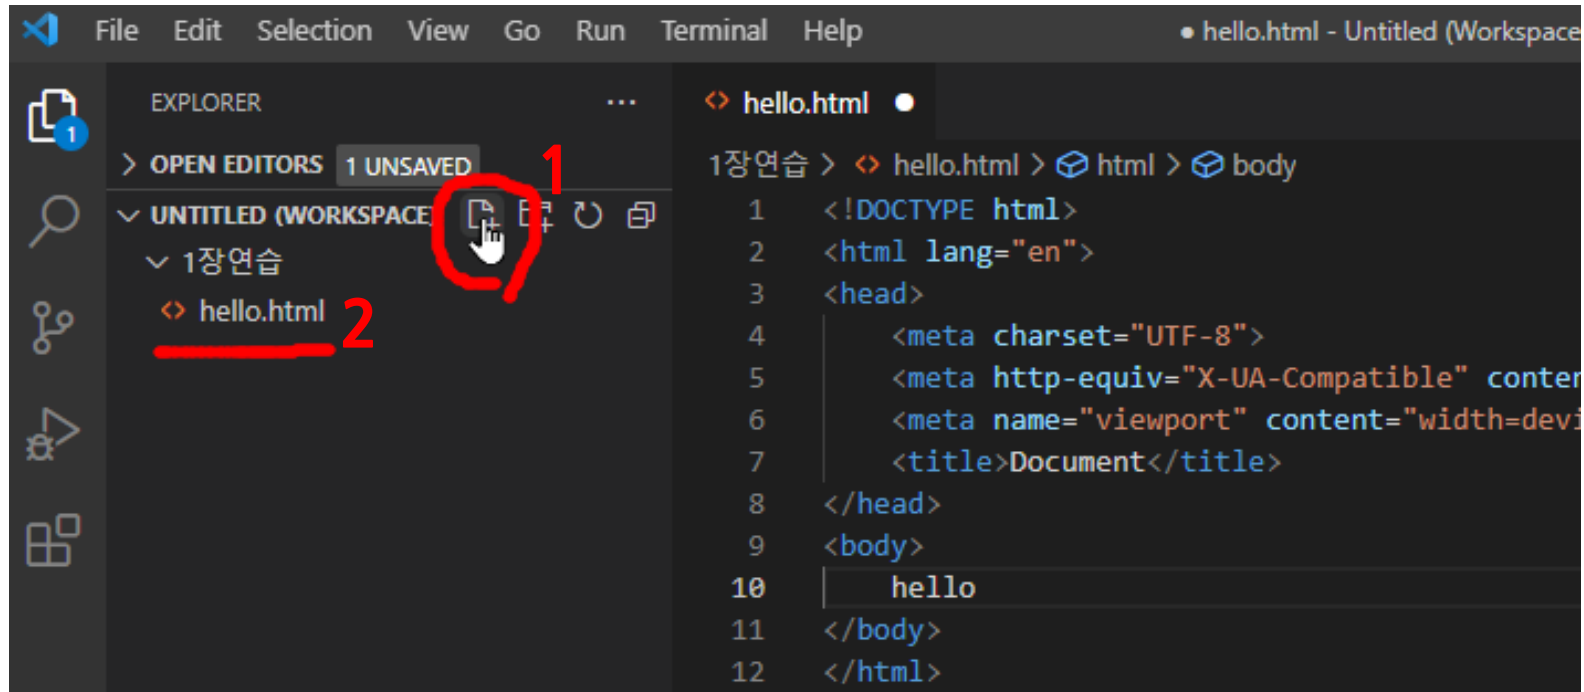 File Edit Selection View Go Run Terminal Help ● hello.html - Untitled (Workspace
EXPLORER ···
1
OPEN EDITORS 1 UNSAVED
1
UNTITLED (WORKSPACE)
1장연습
hello.html
2
hello.html ●
1장연습 > hello.html > html > body
1 <!DOCTYPE html>
2 <html lang="en">
3 <head>
4 <meta charset="UTF-8">
5 <meta http-equiv="X-UA-Compatible" conten
6 <meta name="viewport" content="width=devi
7 <title>Document</title>
8 </head>
9 <body>
10 hello
11 </body>
12 </html>